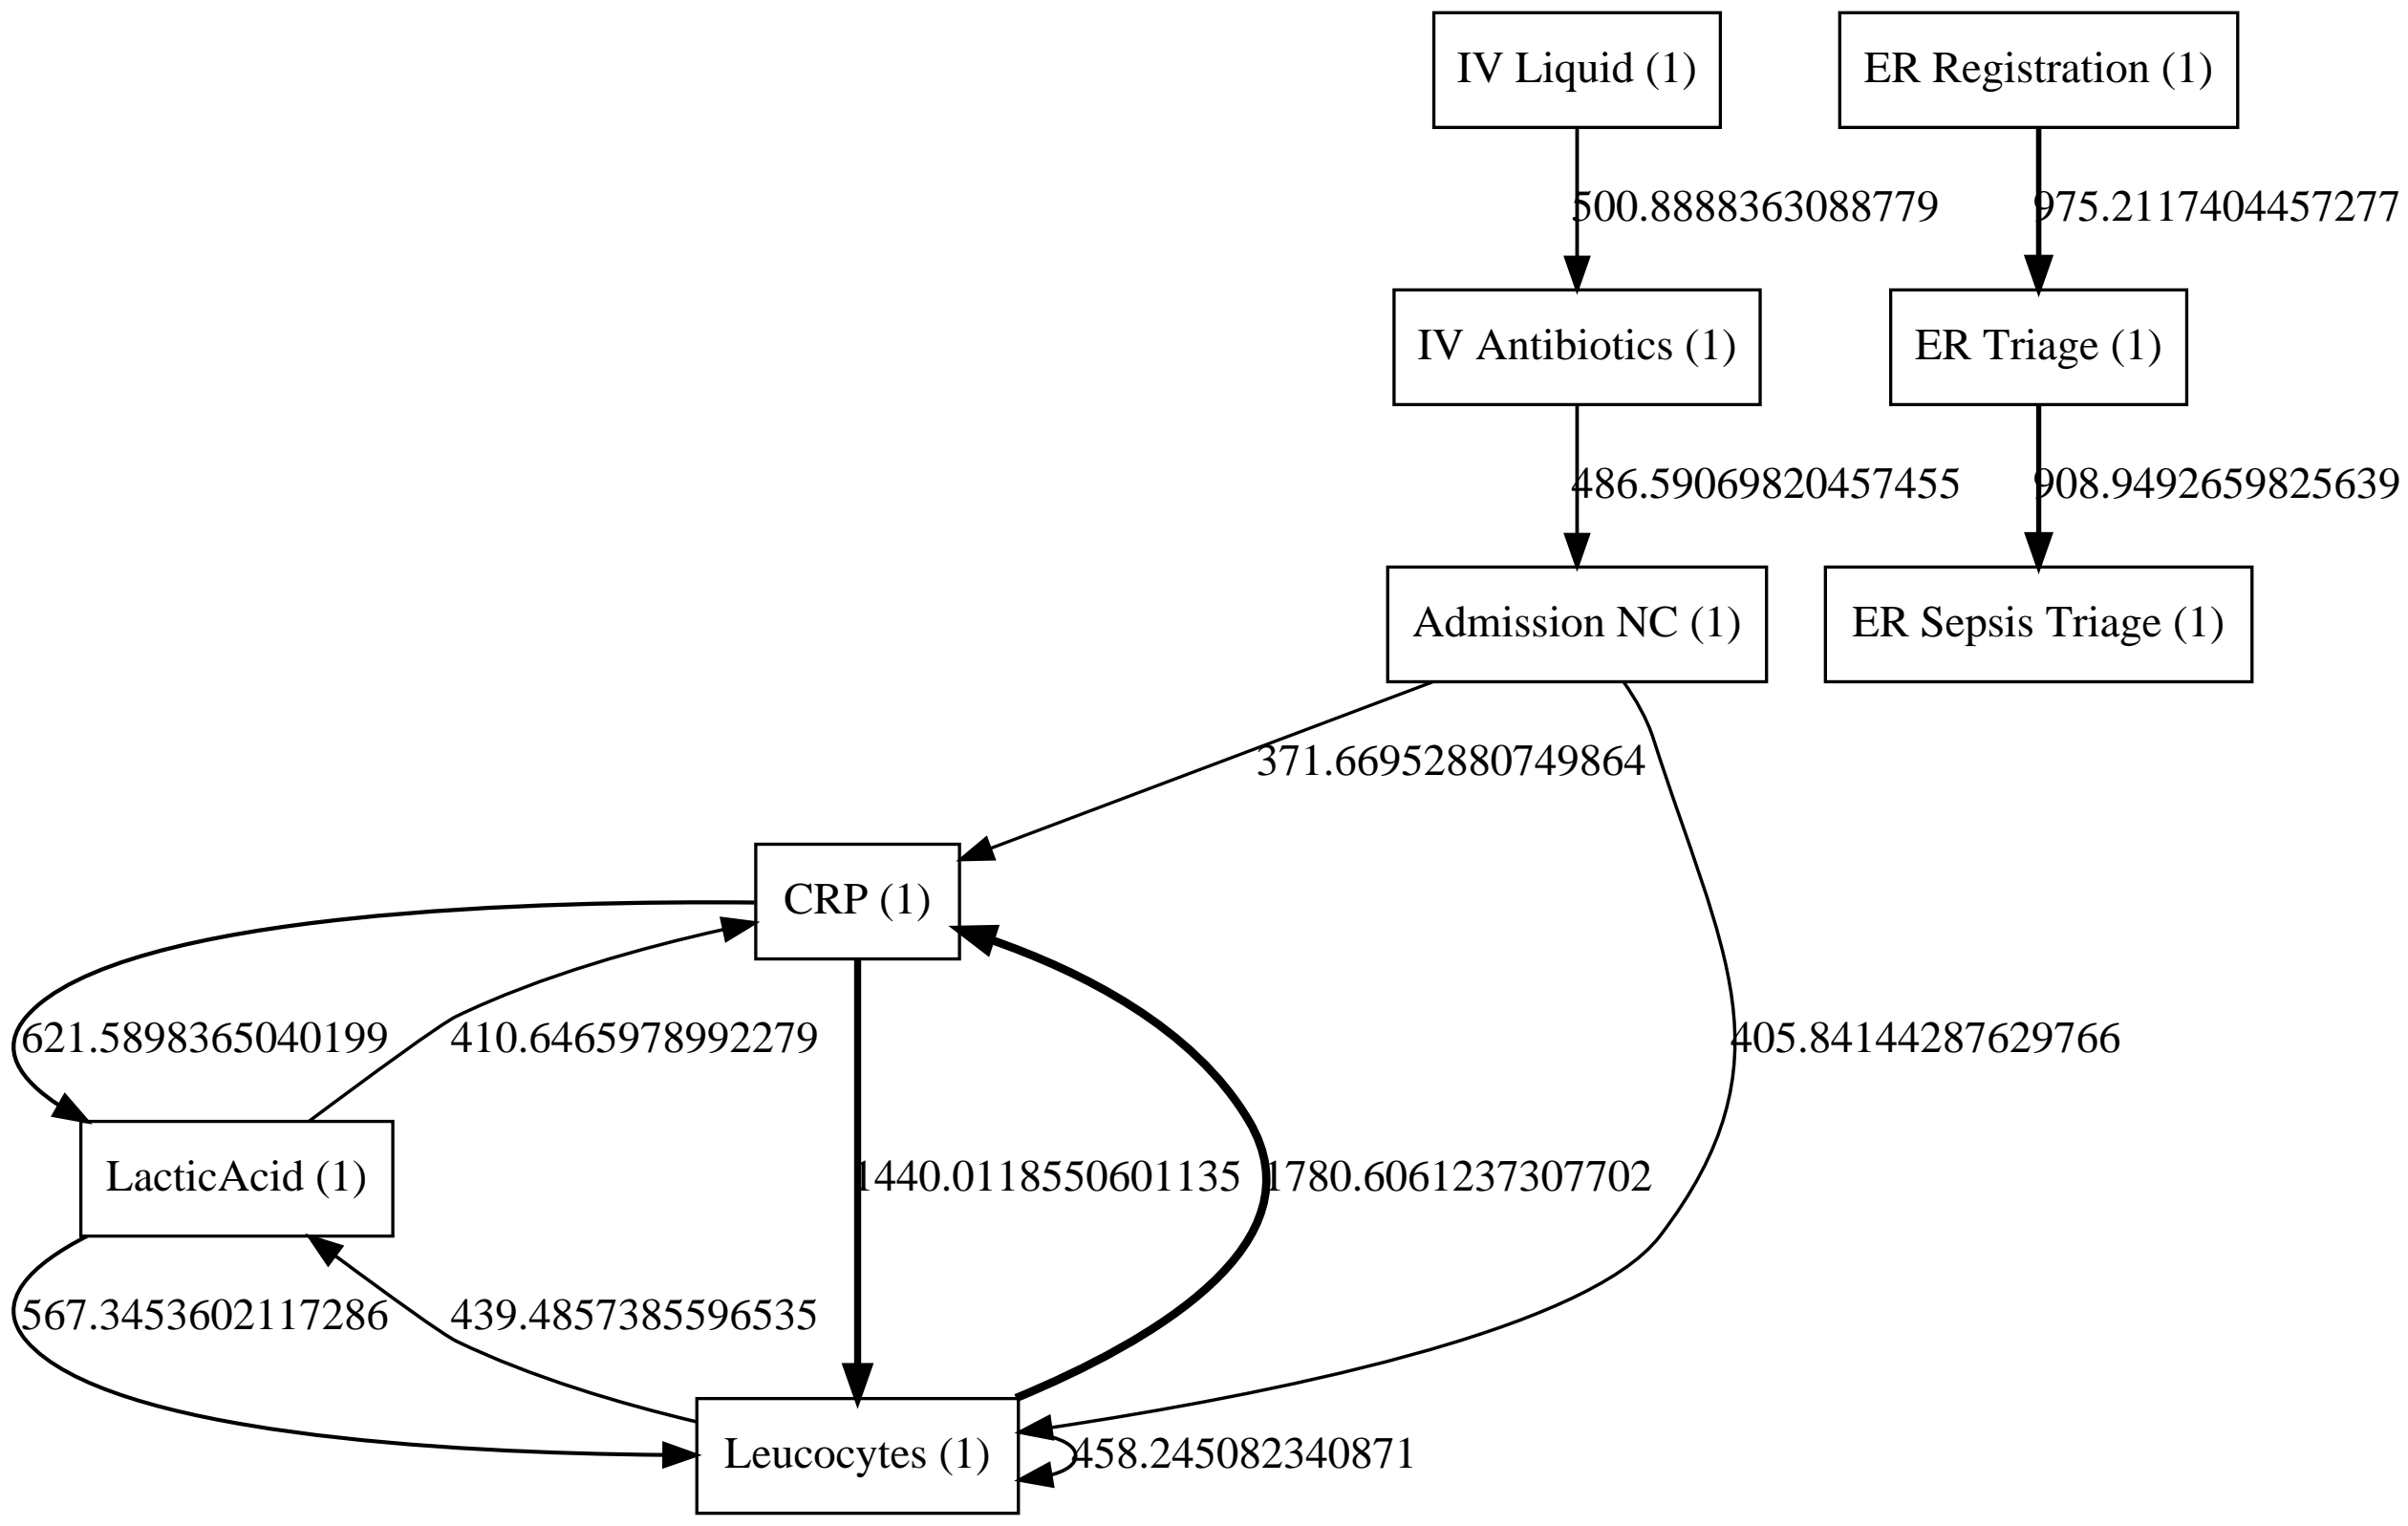 IV Liquid (1)
ER Registration (1)
500.8888363088779
975.2117404457277
IV Antibiotics (1)
ER Triage (1)
486.59069820457455
908.9492659825639
Admission NC (1)
ER Sepsis Triage (1)
371.66952880749864
CRP (1)
621.5898365040199
410.6465978992279
405.84144287629766
LacticAcid (1)
1440.0118550601135
1780.6061237307702
567.3453602117286
439.4857385596535
Leucocytes (1)
458.245082340871